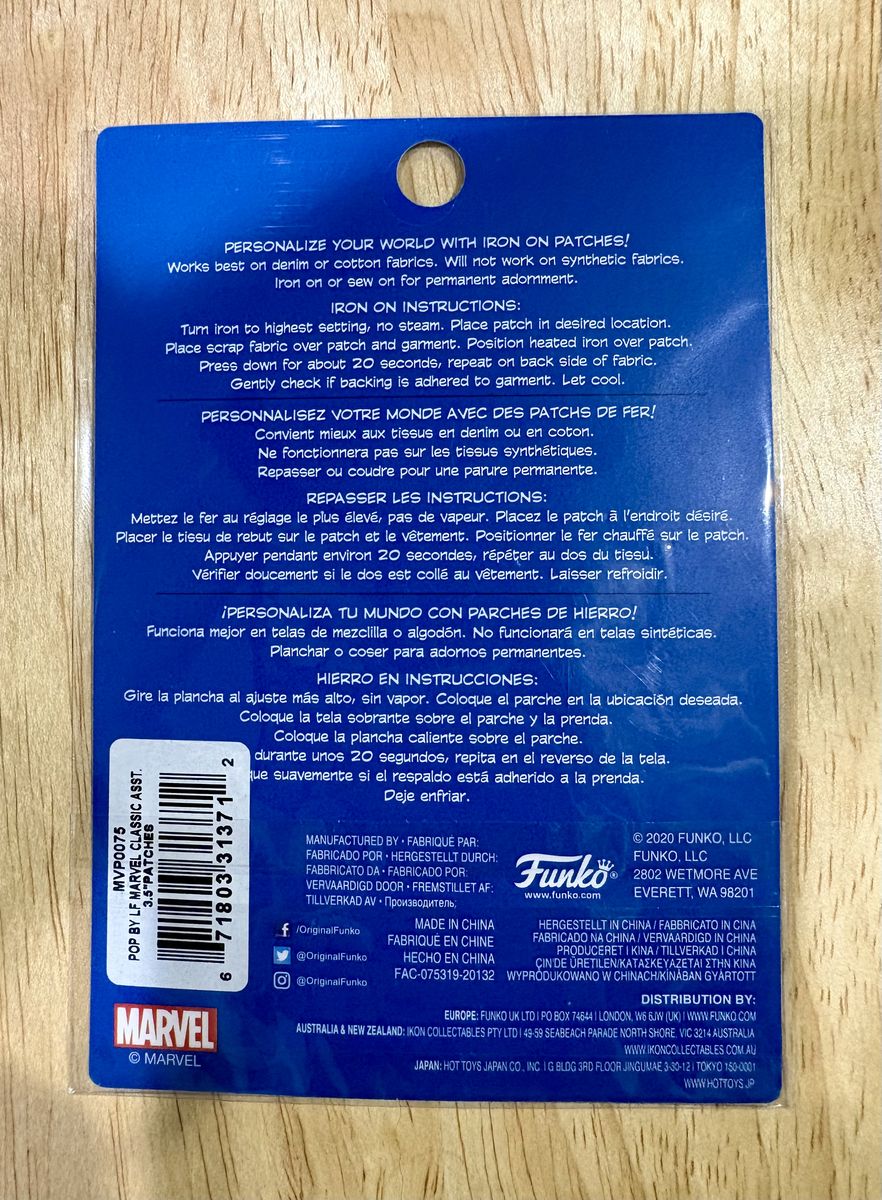 PERSONALIZE YOUR WORLD WITH IRON ON PATCHES!
Works best on denim or cotton fabrics. Will not work on synthetic fabrics.
Iron on or sew on for permanent adornment.
IRON ON INSTRUCTIONS:
Turn iron to highest setting, no steam. Place patch in desired location.
Place scrap fabric over patch and garment. Position heated iron over patch.
Press down for about 20 seconds, repeat on back side of fabric.
Gently check if backing is adhered to garment. Let cool.
PERSONNALISEZ VOTRE MONDE AVEC DES PATCHS DE FER!
Convient mieux aux tissus en denim ou en coton.
Ne fonctionnera pas sur les tissus synthétiques.
Repasser ou coudre pour une parure permanente.
REPASSER LES INSTRUCTIONS:
Mettez le fer au réglage le plus élevé, pas de vapeur. Placez le patch à l'endroit désiré.
Placer le tissu de rebut sur le patch et le vêtement. Positionner le fer chauffé sur le patch.
Appuyer pendant environ 20 secondes, répéter au dos du tissu.
Vérifier doucement si le dos est collé au vêtement. Laisser refroidir.
¡PERSONALIZA TU MUNDO CON PARCHES DE HIERRO!
Funciona mejor en telas de mezclilla o algodón. No funcionará en telas sintéticas.
Planchar o coser para adornos permanentes.
HIERRO EN INSTRUCCIONES:
Gire la plancha al ajuste más alto, sin vapor. Coloque el parche en la ubicación deseada.
Coloque la tela sobrante sobre el parche y la prenda.
Coloque la plancha caliente sobre el parche.
durante unos 20 segundos, repita en el reverso de la tela.
que suavemente si el respaldo está adherido a la prenda.
Deje enfriar.
MVP0075
POP BY LF MARVEL CLASSIC ASST.
3.5"PATCHES
6 71803 31371 2
MANUFACTURED BY • FABRIQUÉ PAR:
FABRICADO POR • HERGESTELLT DURCH:
FABBRICATO DA • FABRICADO POR:
VERVAARDIGD DOOR • FREMSTILLET AF:
TILLVERKAD AV • Производитель;
Funko®
www.funko.com
© 2020 FUNKO, LLC
FUNKO, LLC
2802 WETMORE AVE
EVERETT, WA 98201
/OriginalFunko
@OriginalFunko
@OriginalFunko
MADE IN CHINA
FABRIQUÉ EN CHINE
HECHO EN CHINA
FAC-075319-20132
HERGESTELLT IN CHINA / FABBRICATO IN CINA
FABRICADO NA CHINA / VERVAARDIGD IN CHINA
PRODUCERET I KINA / TILLVERKAD I CHINA
ÇIN'DE ÜRETILEN/ΚΑΤΑΣΚΕΥΑΖΕΤΑΙ ΣΤΗΝ ΚΙΝΑ
WYPRODUKOWANO W CHINACH/KÍNÁBAN GYÁRTOTT
DISTRIBUTION BY:
EUROPE: FUNKO UK LTD | PO BOX 74644 | LONDON, W6 6JW (UK) | WWW.FUNKO.COM
AUSTRALIA & NEW ZEALAND: IKON COLLECTABLES PTY LTD | 49-59 SEABEACH PARADE NORTH SHORE, VIC 3214 AUSTRALIA
WWW.IKONCOLLECTABLES.COM.AU
JAPAN: HOT TOYS JAPAN CO., INC. | G BLDG 3RD FLOOR JINGUMAE 3-30-12 | TOKYO 150-0001
WWW.HOTTOYS.JP
MARVEL
© MARVEL